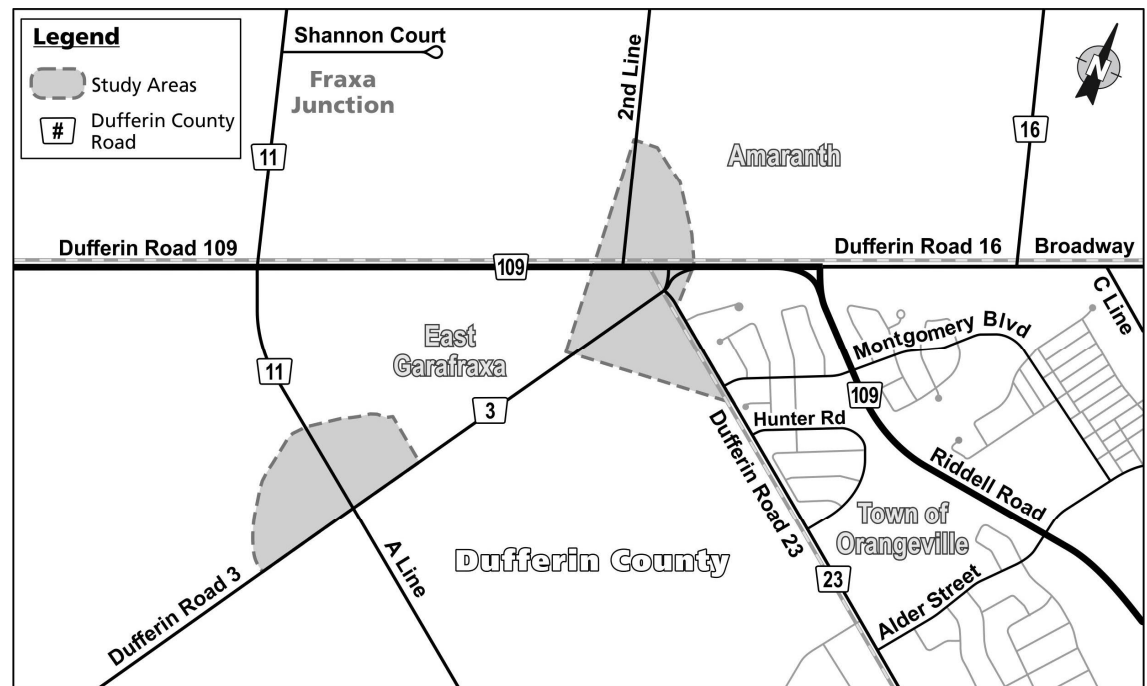 Legend
Study Areas
#
Dufferin County
Road
Shannon Court
Fraxa
Junction
2nd Line
N
11
16
Amaranth
Dufferin Road 109
109
Dufferin Road 16
Broadway
C Line
East
Garafraxa
11
3
Montgomery Blvd
109
Hunter Rd
Dufferin Road 23
Riddell Road
Town of
Orangeville
A Line
Dufferin County
23
Alder Street
Dufferin Road 3